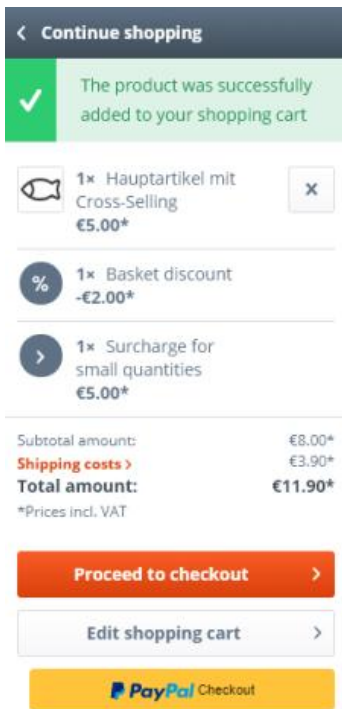 Continue shopping
The product was successfully
added to your shopping cart
1× Hauptartikel mit
Cross-Selling
€5.00*
% 1× Basket discount
-€2.00*
1× Surcharge for
small quantities
€5.00*
Subtotal amount: €8.00*
Shipping costs €3.90*
Total amount: €11.90*
*Prices incl. VAT
Proceed to checkout
Edit shopping cart
PayPal Checkout